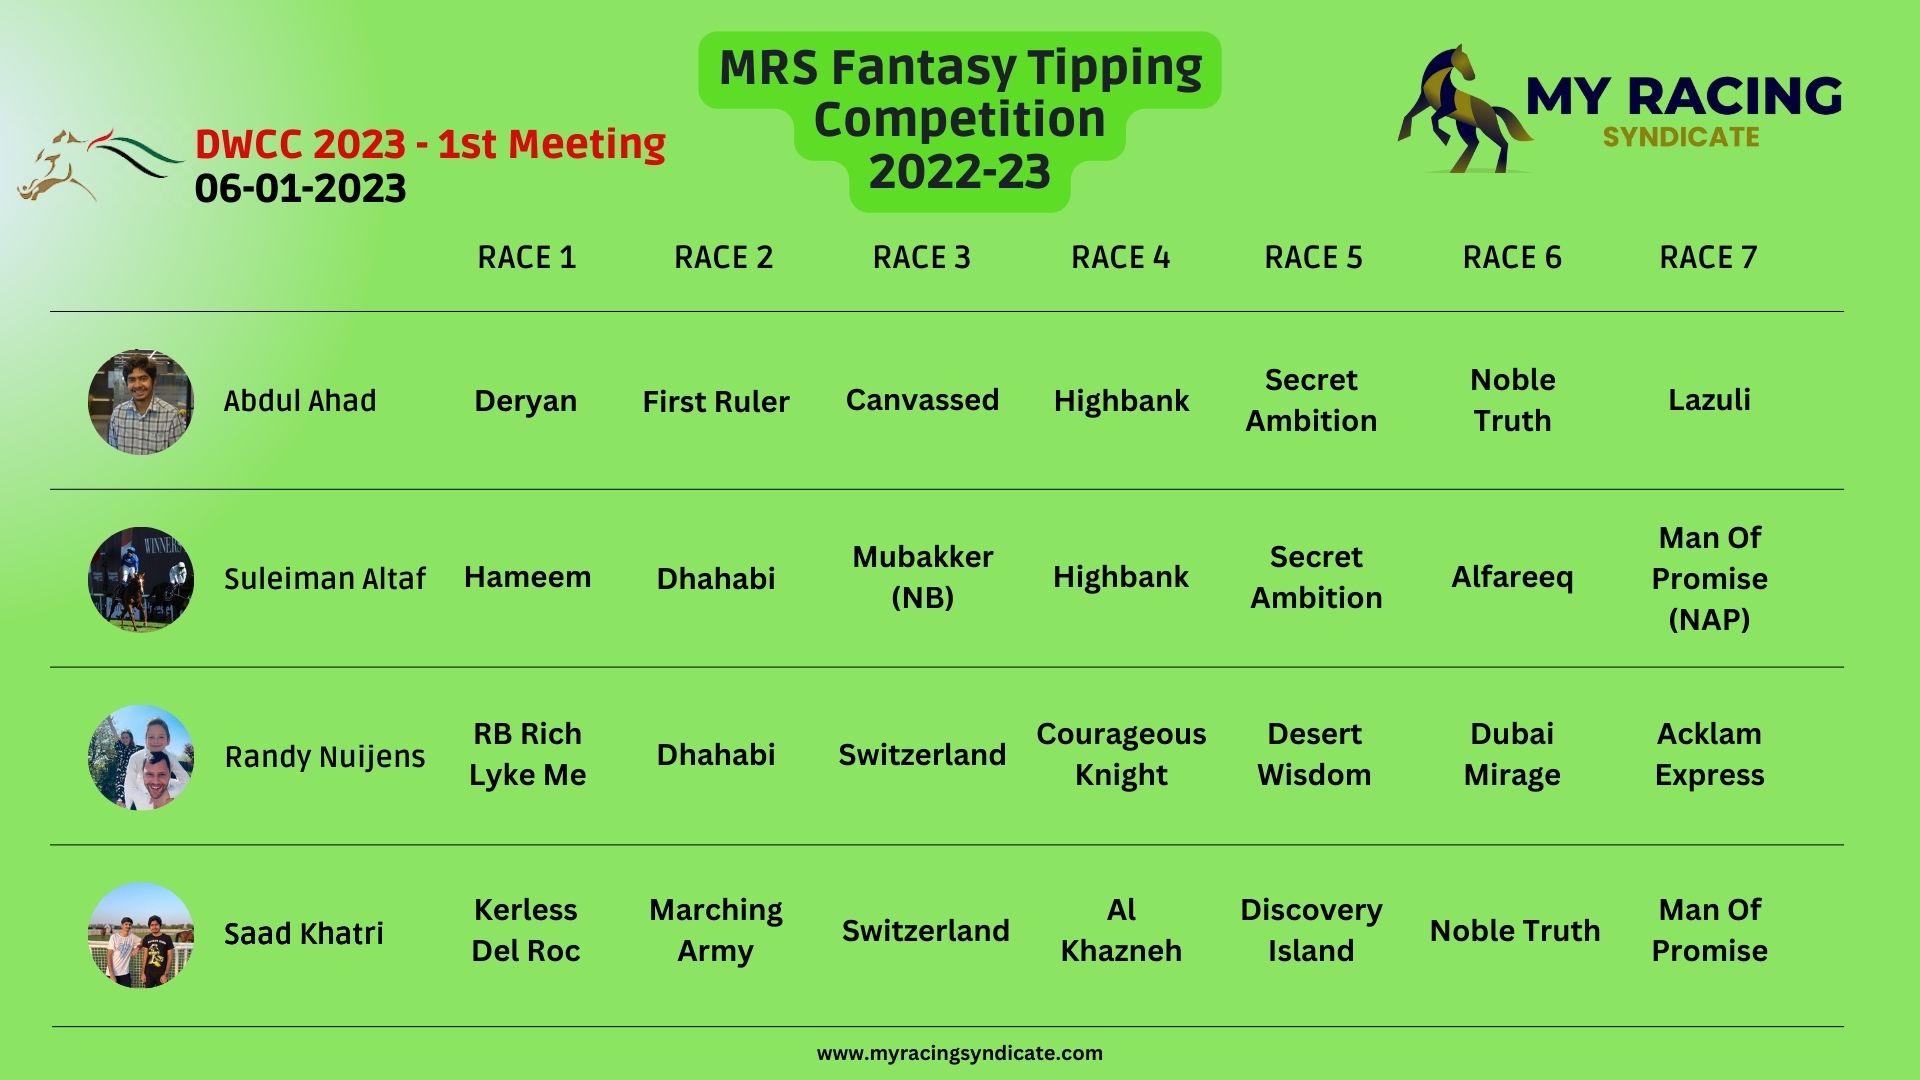 MRS Fantasy Tipping
Competition
2022-23
MY RACING
SYNDICATE
DWCC 2023 - 1st Meeting
06-01-2023
RACE 1 RACE 2 RACE 3 RACE 4 RACE 5 RACE 6 RACE 7
Abdul Ahad
Deryan
First Ruler
Canvassed
Highbank
Secret
Ambition
Noble
Truth
Lazuli
WINNERS
Suleiman Altaf
Hameem
Dhahabi
Mubakker
(NB)
Highbank
Secret
Ambition
Alfareeq
Man Of
Promise
(NAP)
Randy Nuijens
RB Rich
Lyke Me
Dhahabi
Switzerland
Courageous
Knight
Desert
Wisdom
Dubai
Mirage
Acklam
Express
Saad Khatri
Kerless
Del Roc
Marching
Army
Switzerland
Al
Khazneh
Discovery
Island
Noble Truth
Man Of
Promise
www.myracingsyndicate.com